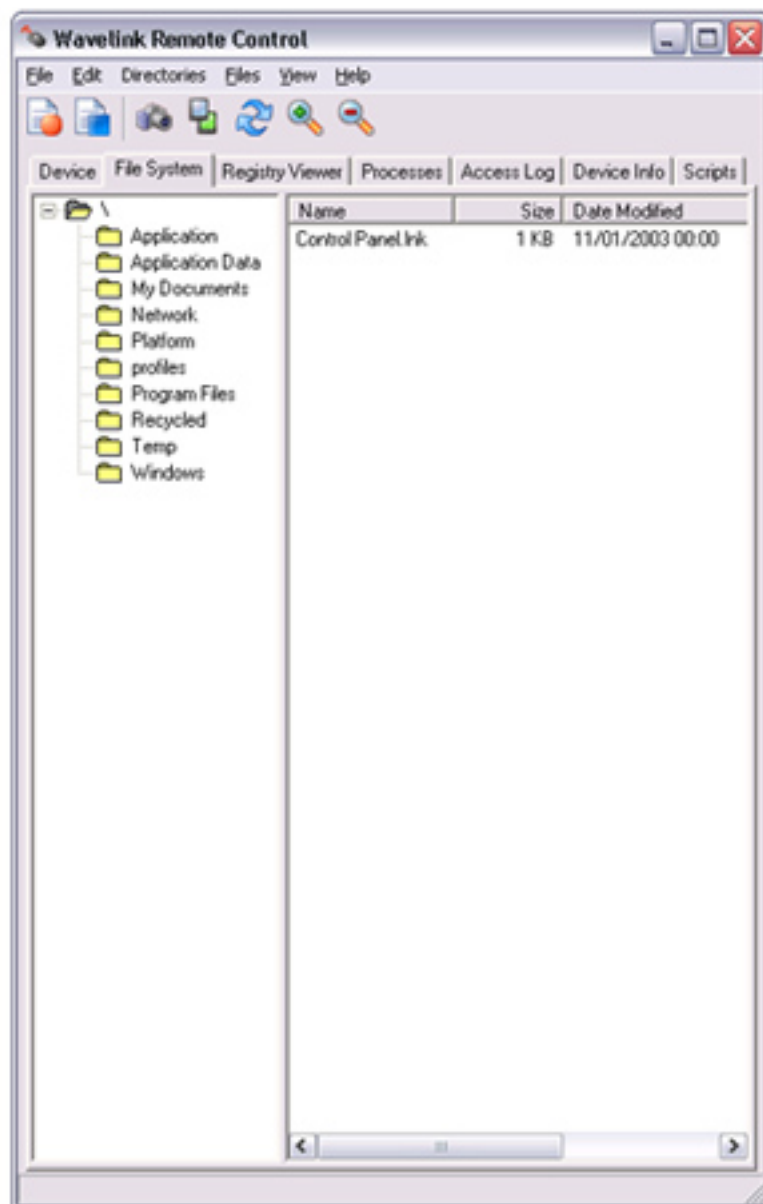 Wavelink Remote Control
File Edit Directories Files View Help
Device File System Registry Viewer Processes Access Log Device Info Scripts
\
Application
Application Data
My Documents
Network
Platform
profiles
Program Files
Recycled
Temp
Windows
Name Size Date Modified
Control Panel.lnk 1 KB 11/01/2003 00:00